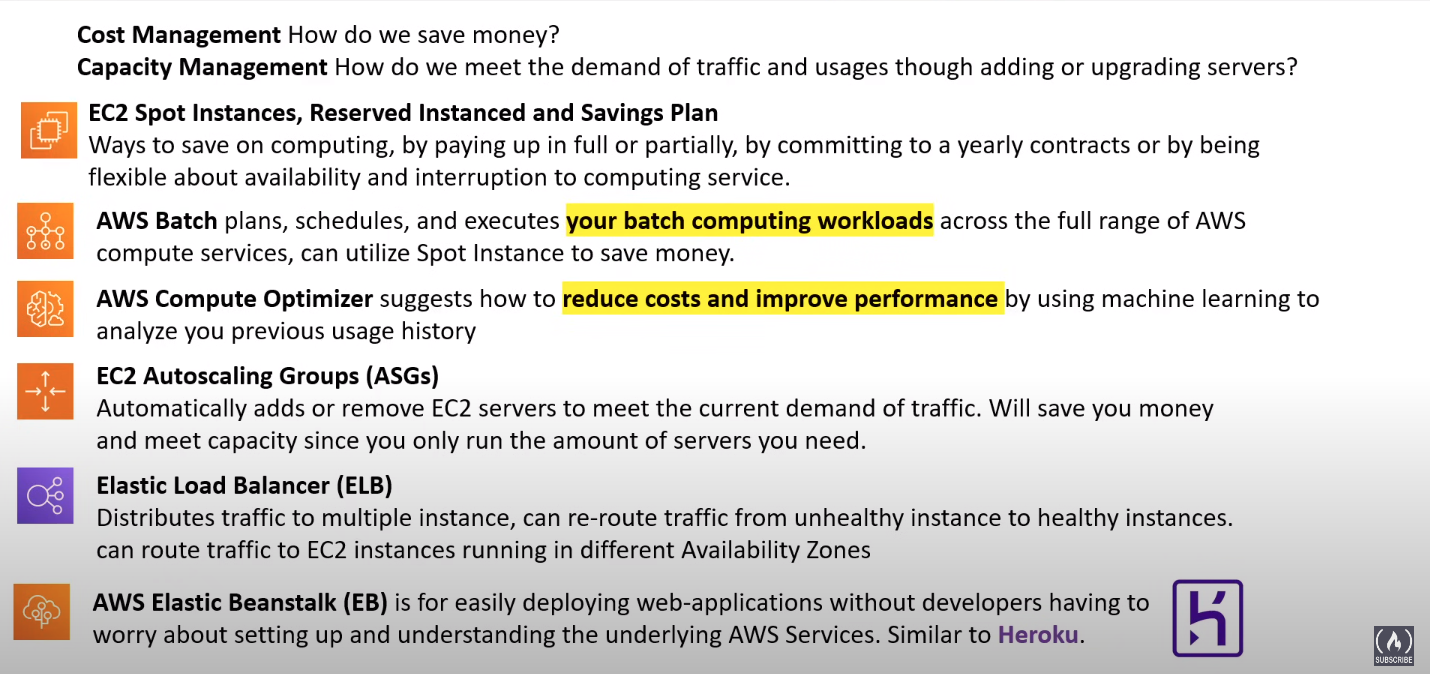 Cost Management How do we save money?
Capacity Management How do we meet the demand of traffic and usages though adding or upgrading servers?
EC2 Spot Instances, Reserved Instanced and Savings Plan
Ways to save on computing, by paying up in full or partially, by committing to a yearly contracts or by being
flexible about availability and interruption to computing service.
AWS Batch plans, schedules, and executes your batch computing workloads across the full range of AWS
compute services, can utilize Spot Instance to save money.
AWS Compute Optimizer suggests how to reduce costs and improve performance by using machine learning to
analyze you previous usage history
EC2 Autoscaling Groups (ASGs)
Automatically adds or remove EC2 servers to meet the current demand of traffic. Will save you money
and meet capacity since you only run the amount of servers you need.
Elastic Load Balancer (ELB)
Distributes traffic to multiple instance, can re-route traffic from unhealthy instance to healthy instances.
can route traffic to EC2 instances running in different Availability Zones
AWS Elastic Beanstalk (EB) is for easily deploying web-applications without developers having to
worry about setting up and understanding the underlying AWS Services. Similar to Heroku.
SUBSCRIBE